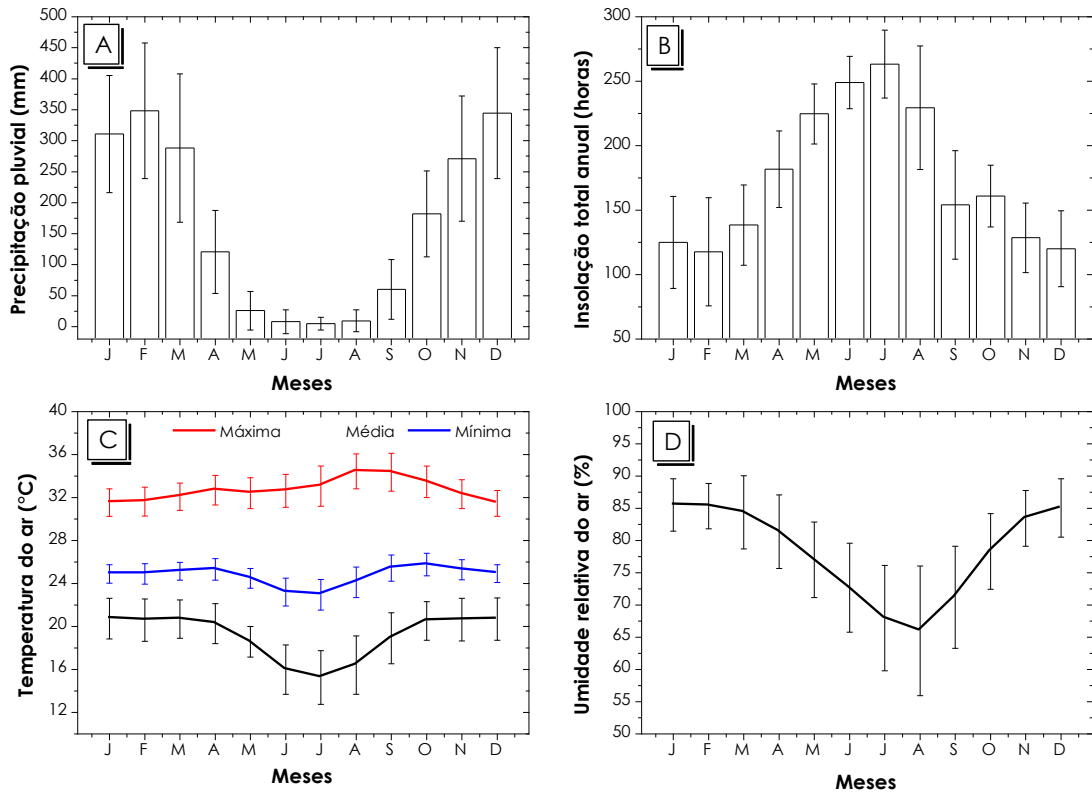 A
Precipitação pluvial (mm)
500
450
400
350
300
250
200
150
100
50
0
J F M A M J J A S O N D
Meses
B
Insolação total anual (horas)
300
250
200
150
100
50
J F M A M J J A S O N D
Meses
C
Máxima Média Mínima
Temperatura do ar (°C)
40
36
32
26
24
20
16
12
J F M A M J J A S O N D
Meses
D
Umidade relativa do ar (%)
100
95
90
85
80
75
70
65
60
55
50
J F M A M J J A S O N D
Meses